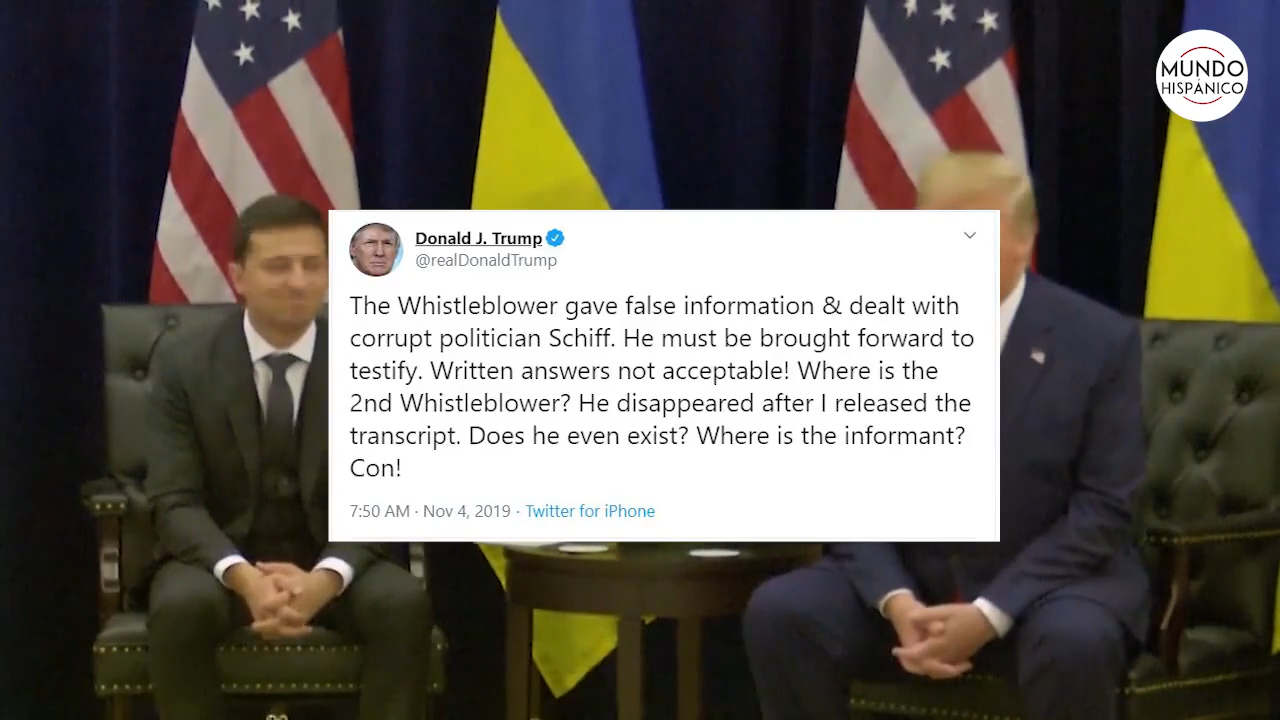 MUNDO
HISPÁNICO
Donald J. Trump
@realDonaldTrump
The Whistleblower gave false information & dealt with
corrupt politician Schiff. He must be brought forward to
testify. Written answers not acceptable! Where is the
2nd Whistleblower? He disappeared after I released the
transcript. Does he even exist? Where is the informant?
Con!
7:50 AM · Nov 4, 2019 · Twitter for iPhone